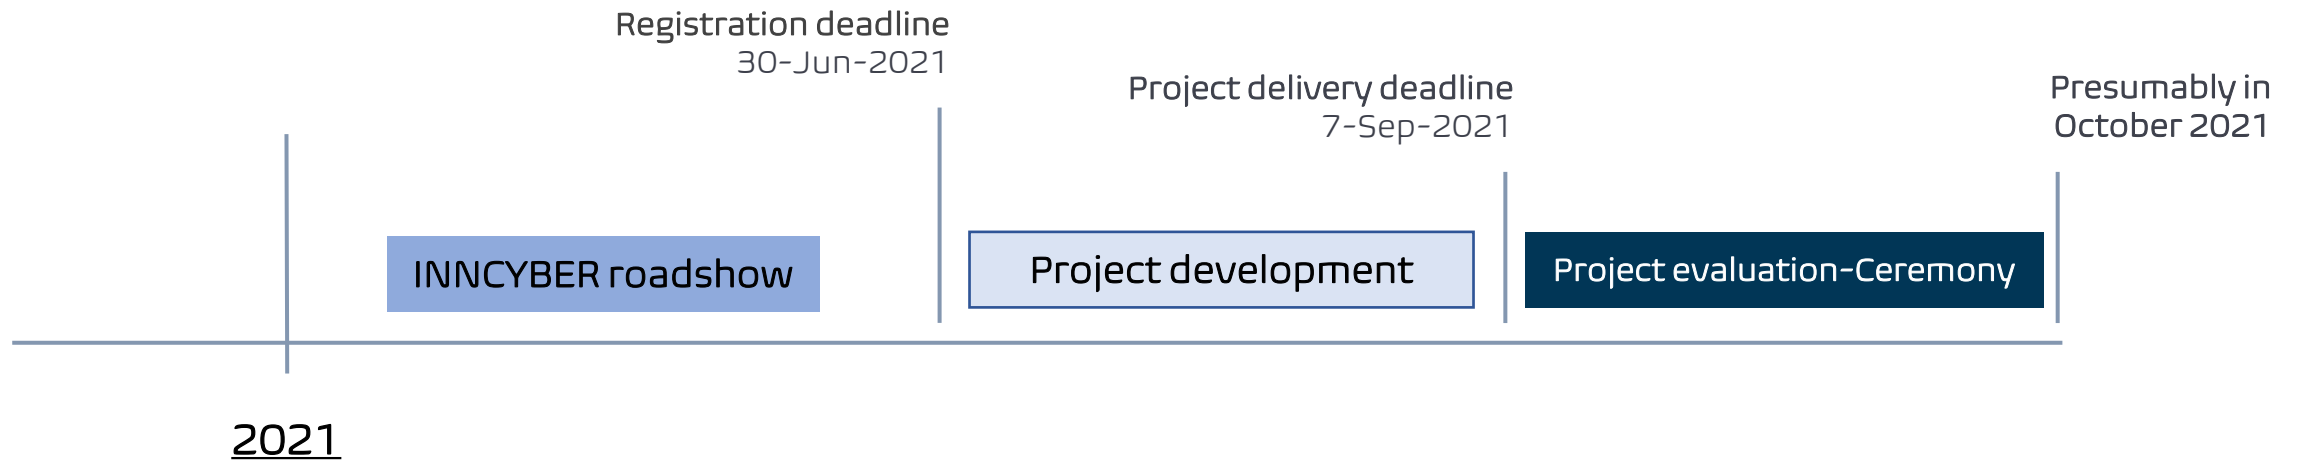 Registration deadline
30-Jun-2021
Project delivery deadline
7-Sep-2021
Presumably in
October 2021
INNCYBER roadshow
Project development
Project evaluation-Ceremony
2021